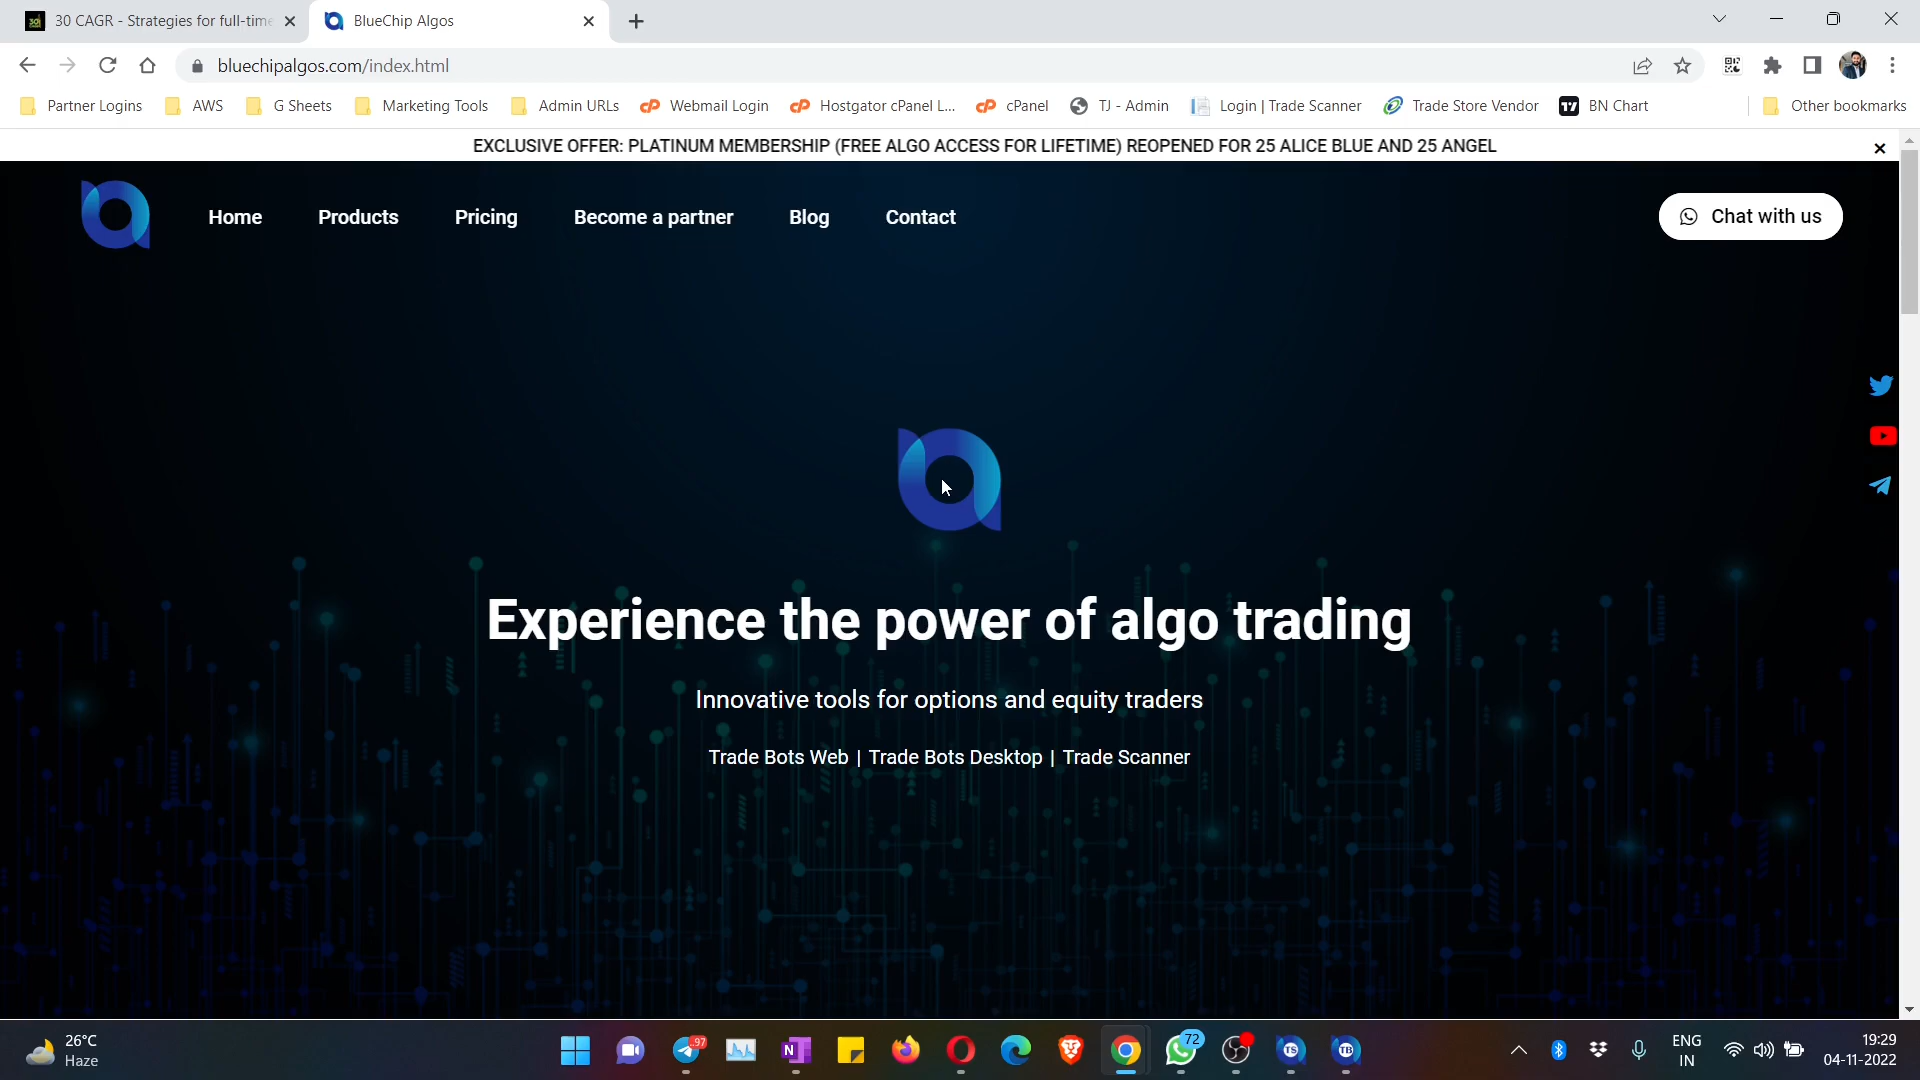 30 CAGR - Strategies for full-time
BlueChip Algos
bluechipalgos.com/index.html
Partner Logins
AWS
G Sheets
Marketing Tools
Admin URLs
cP Webmail Login
cP Hostgator cPanel L...
cP cPanel
TJ - Admin
Login | Trade Scanner
Trade Store Vendor
BN Chart
Other bookmarks
EXCLUSIVE OFFER: PLATINUM MEMBERSHIP (FREE ALGO ACCESS FOR LIFETIME) REOPENED FOR 25 ALICE BLUE AND 25 ANGEL
Home
Products
Pricing
Become a partner
Blog
Contact
Chat with us
Experience the power of algo trading
Innovative tools for options and equity traders
Trade Bots Web | Trade Bots Desktop | Trade Scanner
26°C
Haze
97
N
72
TS
TB
ENG
IN
19:29
04-11-2022